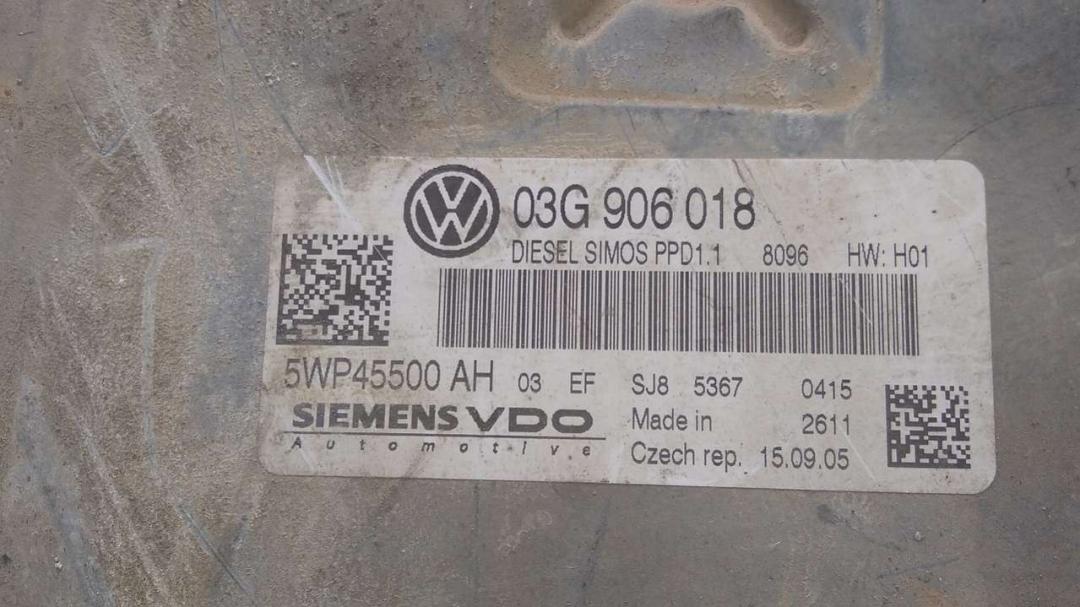 03G 906 018
DIESEL SIMOS PPD1.1 8096 HW: H01
5WP45500 AH 03 EF SJ8 5367 0415
SIEMENS VDO Made in 2611
Automotive Czech rep. 15.09.05